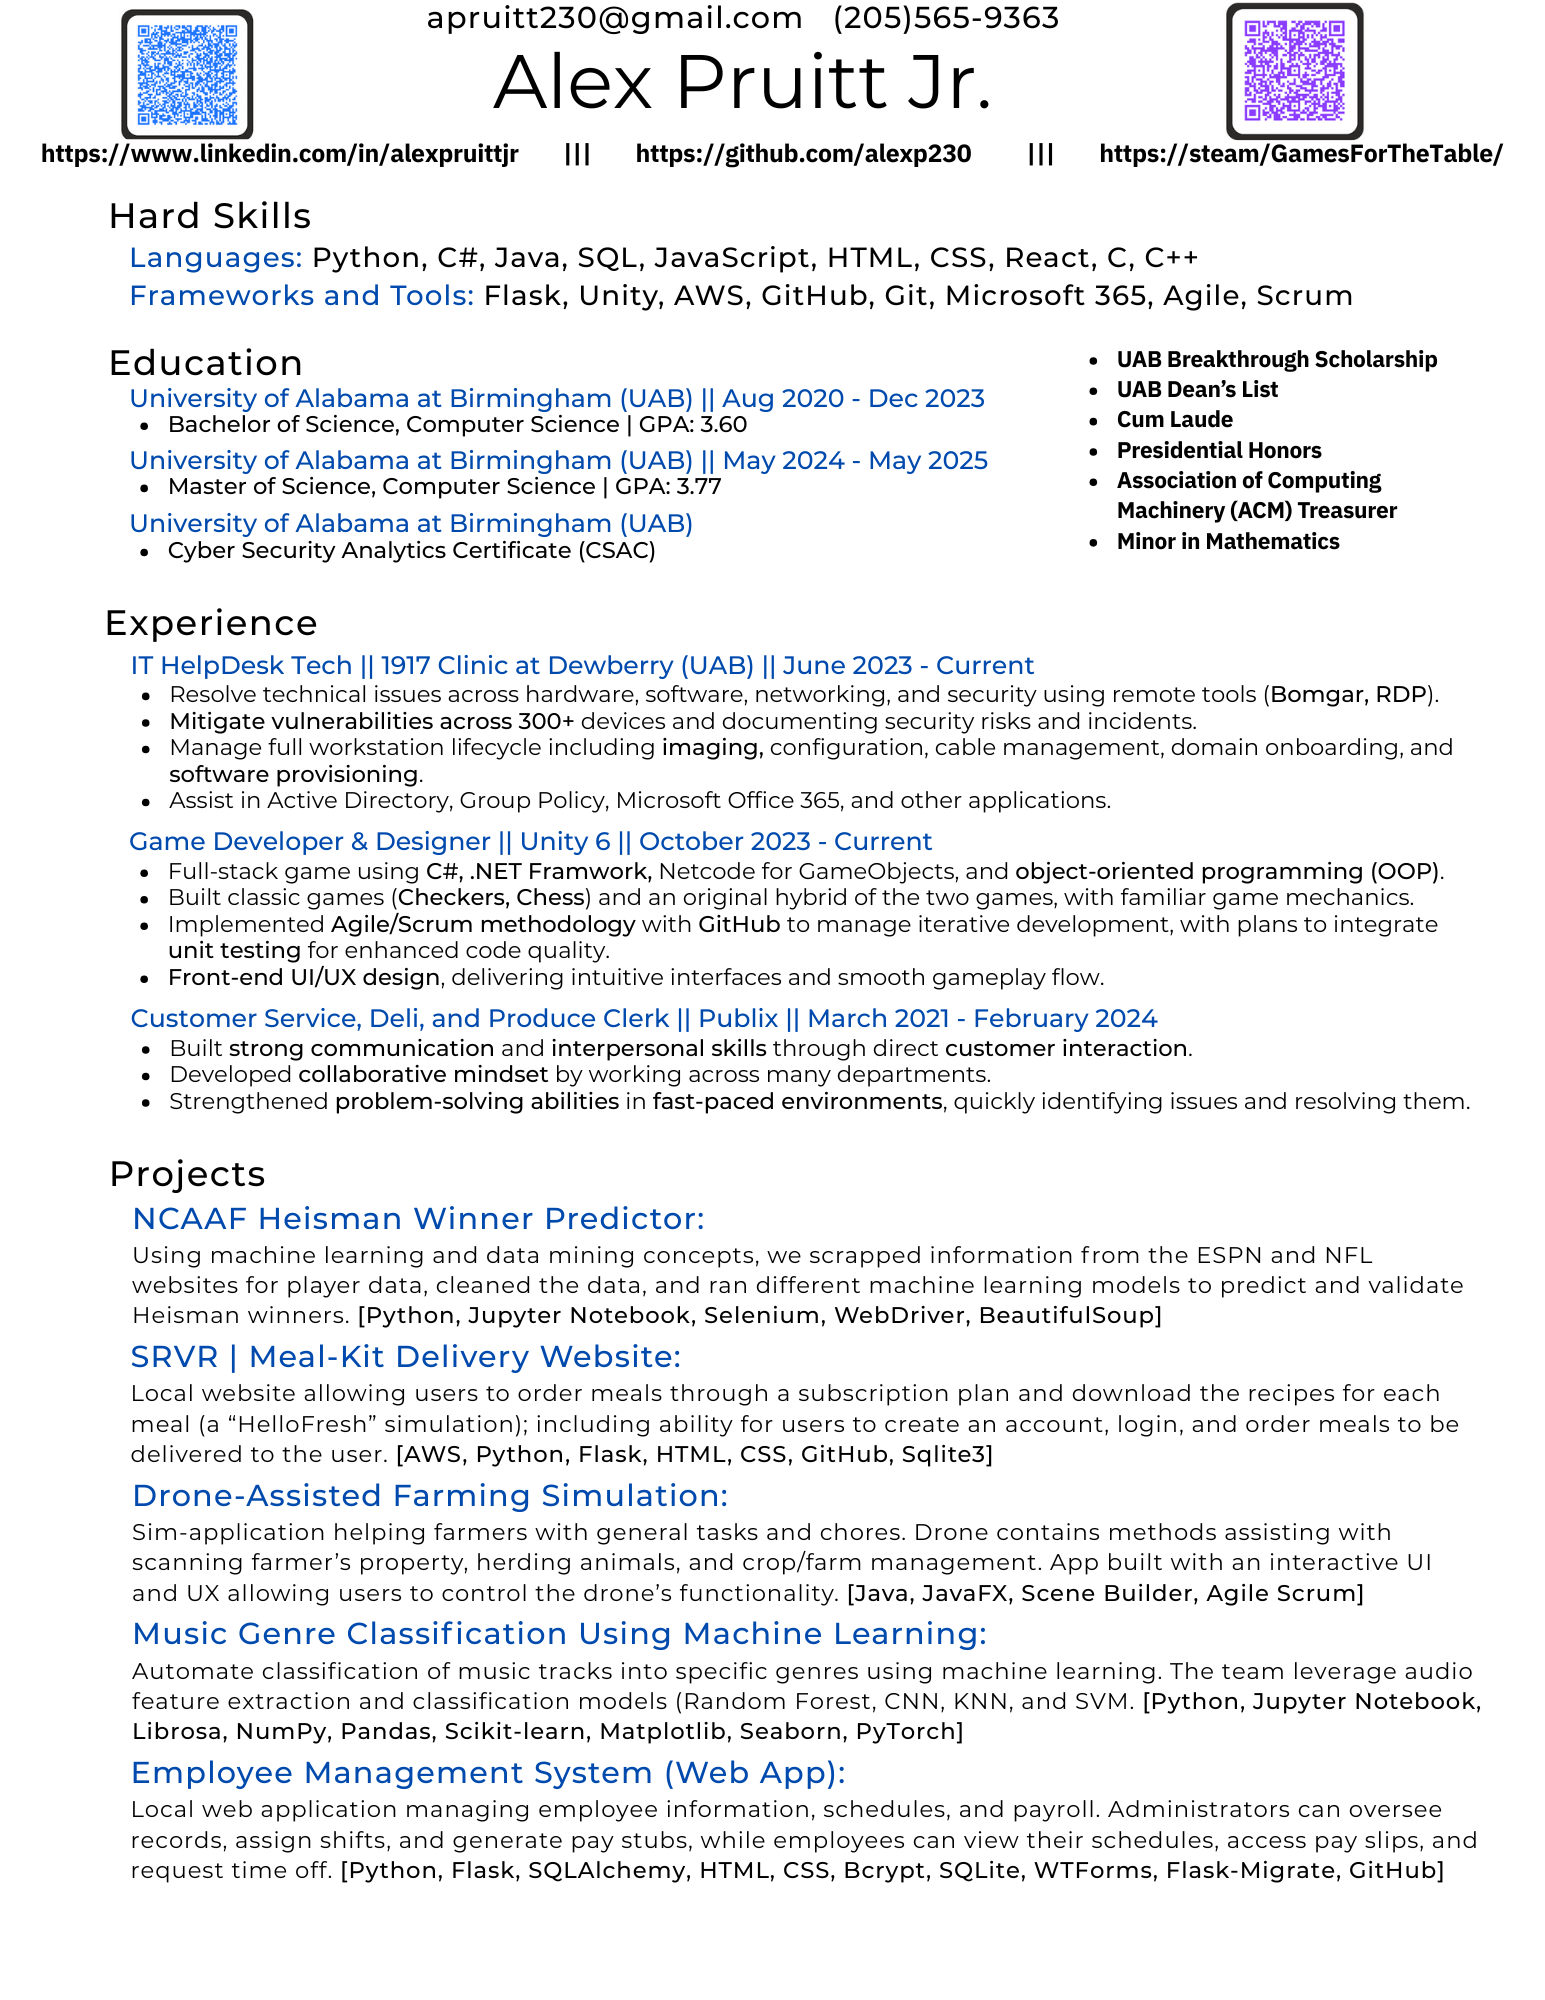 apruitt230@gmail.com (205)565-9363
Alex Pruitt Jr.
https://www.linkedin.com/in/alexpruittjr ||| https://github.com/alexp230 ||| https://steam/GamesForTheTable/
Hard Skills
Languages: Python, C#, Java, SQL, JavaScript, HTML, CSS, React, C, C++
Frameworks and Tools: Flask, Unity, AWS, GitHub, Git, Microsoft 365, Agile, Scrum
Education
University of Alabama at Birmingham (UAB) || Aug 2020 - Dec 2023
• Bachelor of Science, Computer Science | GPA: 3.60
University of Alabama at Birmingham (UAB) || May 2024 - May 2025
• Master of Science, Computer Science | GPA: 3.77
University of Alabama at Birmingham (UAB)
• Cyber Security Analytics Certificate (CSAC)
• UAB Breakthrough Scholarship
• UAB Dean’s List
• Cum Laude
• Presidential Honors
• Association of Computing
Machinery (ACM) Treasurer
• Minor in Mathematics
Experience
IT HelpDesk Tech || 1917 Clinic at Dewberry (UAB) || June 2023 - Current
• Resolve technical issues across hardware, software, networking, and security using remote tools (Bomgar, RDP).
• Mitigate vulnerabilities across 300+ devices and documenting security risks and incidents.
• Manage full workstation lifecycle including imaging, configuration, cable management, domain onboarding, and
software provisioning.
• Assist in Active Directory, Group Policy, Microsoft Office 365, and other applications.
Game Developer & Designer || Unity 6 || October 2023 - Current
• Full-stack game using C#, .NET Framwork, Netcode for GameObjects, and object-oriented programming (OOP).
• Built classic games (Checkers, Chess) and an original hybrid of the two games, with familiar game mechanics.
• Implemented Agile/Scrum methodology with GitHub to manage iterative development, with plans to integrate
unit testing for enhanced code quality.
• Front-end UI/UX design, delivering intuitive interfaces and smooth gameplay flow.
Customer Service, Deli, and Produce Clerk || Publix || March 2021 - February 2024
• Built strong communication and interpersonal skills through direct customer interaction.
• Developed collaborative mindset by working across many departments.
• Strengthened problem-solving abilities in fast-paced environments, quickly identifying issues and resolving them.
Projects
NCAAF Heisman Winner Predictor:
Using machine learning and data mining concepts, we scrapped information from the ESPN and NFL
websites for player data, cleaned the data, and ran different machine learning models to predict and validate
Heisman winners. [Python, Jupyter Notebook, Selenium, WebDriver, BeautifulSoup]
SRVR | Meal-Kit Delivery Website:
Local website allowing users to order meals through a subscription plan and download the recipes for each
meal (a “HelloFresh” simulation); including ability for users to create an account, login, and order meals to be
delivered to the user. [AWS, Python, Flask, HTML, CSS, GitHub, Sqlite3]
Drone-Assisted Farming Simulation:
Sim-application helping farmers with general tasks and chores. Drone contains methods assisting with
scanning farmer’s property, herding animals, and crop/farm management. App built with an interactive UI
and UX allowing users to control the drone’s functionality. [Java, JavaFX, Scene Builder, Agile Scrum]
Music Genre Classification Using Machine Learning:
Automate classification of music tracks into specific genres using machine learning. The team leverage audio
feature extraction and classification models (Random Forest, CNN, KNN, and SVM. [Python, Jupyter Notebook,
Librosa, NumPy, Pandas, Scikit-learn, Matplotlib, Seaborn, PyTorch]
Employee Management System (Web App):
Local web application managing employee information, schedules, and payroll. Administrators can oversee
records, assign shifts, and generate pay stubs, while employees can view their schedules, access pay slips, and
request time off. [Python, Flask, SQLAlchemy, HTML, CSS, Bcrypt, SQLite, WTForms, Flask-Migrate, GitHub]